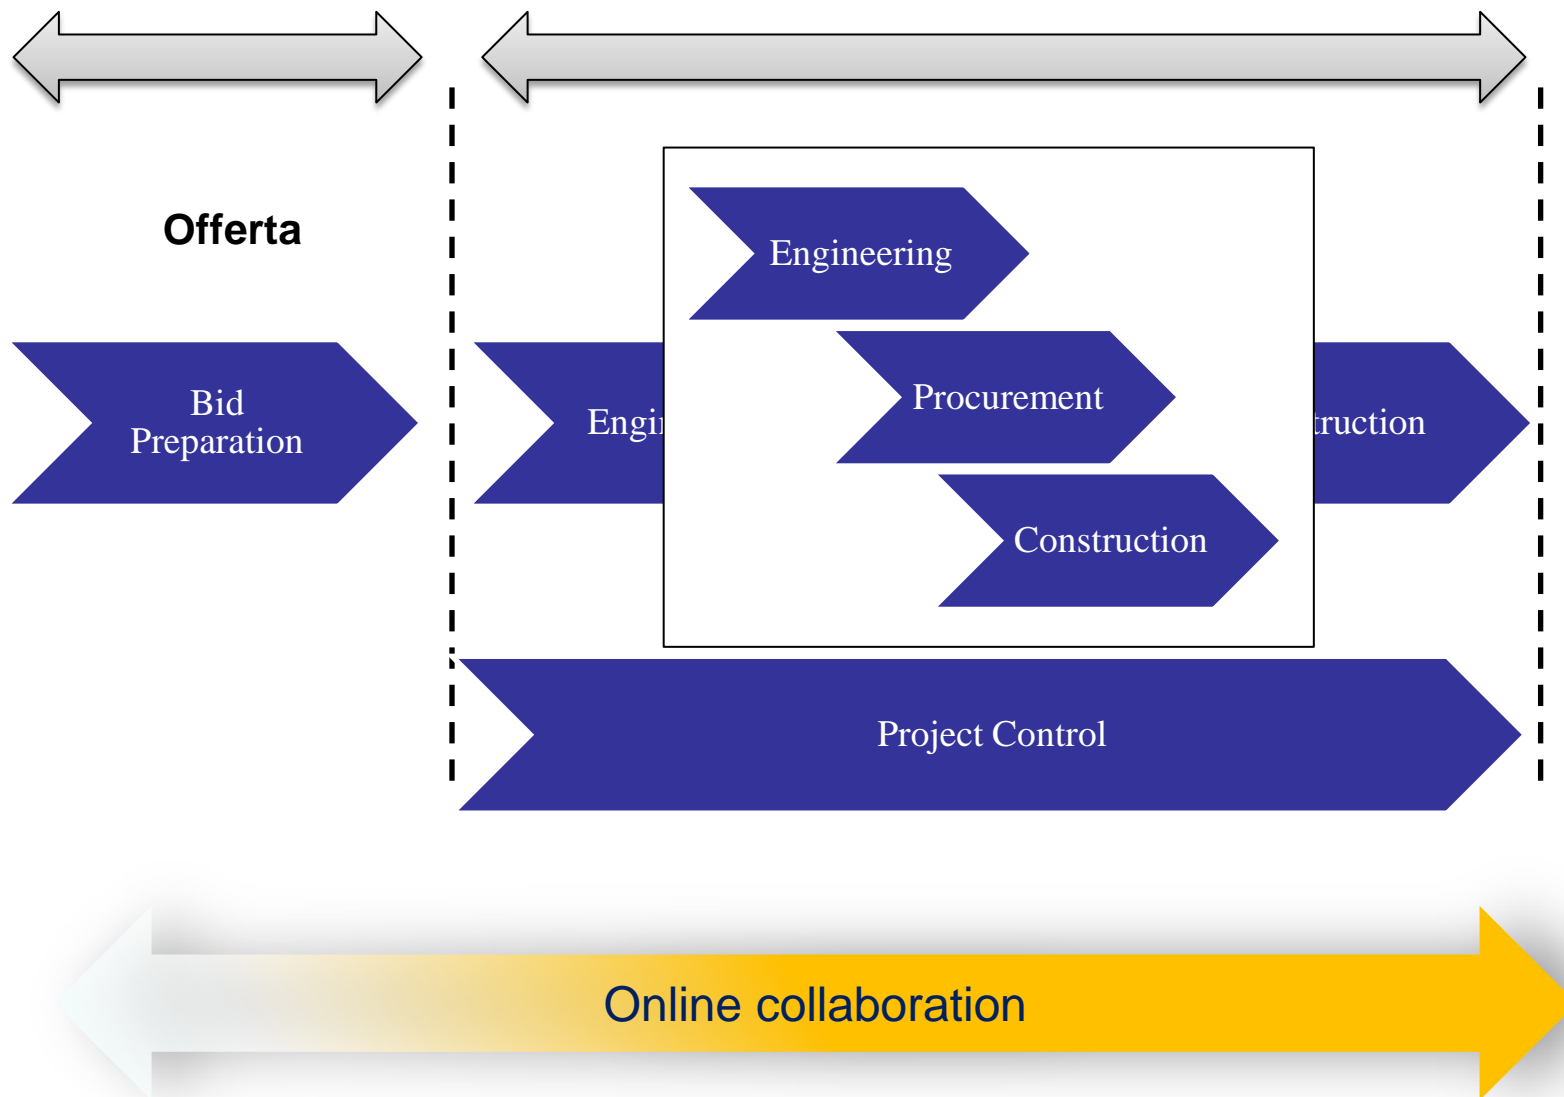 Offerta
Engineering
Bid
Preparation
Engi
Procurement
truction
Construction
Project Control
Online collaboration